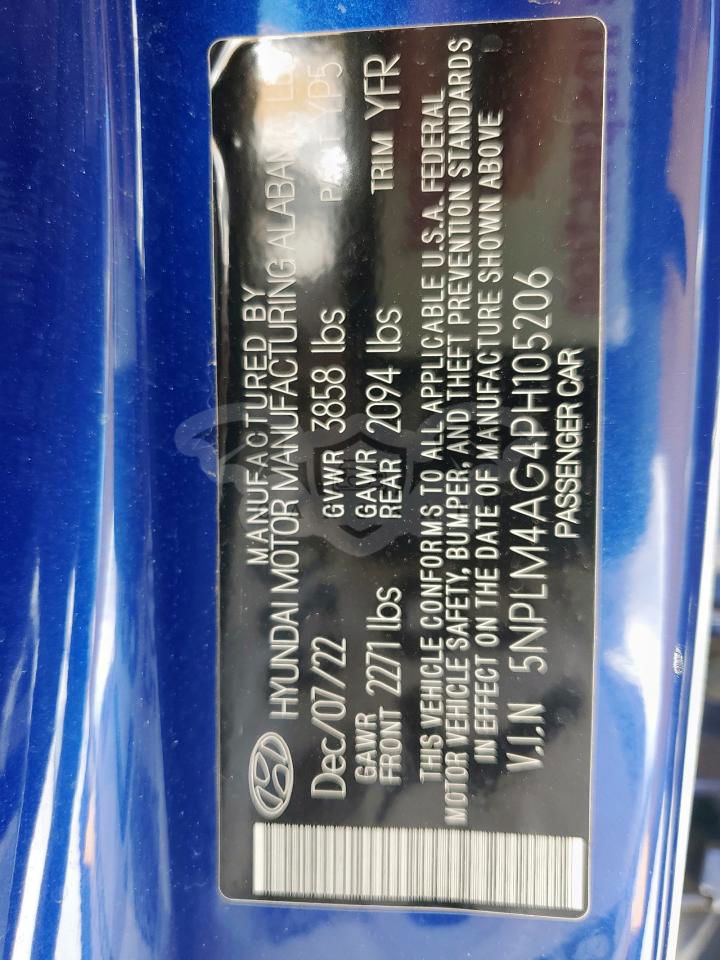 MANUFACTURED BY
HYUNDAI MOTOR MANUFACTURING ALABAMA
Dec/07/22 GVWR 3858 lbs PAINT YP5
GAWR FRONT 2271 lbs GAWR REAR 2094 lbs TRIM YFR
THIS VEHICLE CONFORMS TO ALL APPLICABLE U.S.A. FEDERAL
MOTOR VEHICLE SAFETY, BUMPER, AND THEFT PREVENTION STANDARDS
IN EFFECT ON THE DATE OF MANUFACTURE SHOWN ABOVE
V.I.N 5NPLM4AG4PH105206
PASSENGER CAR